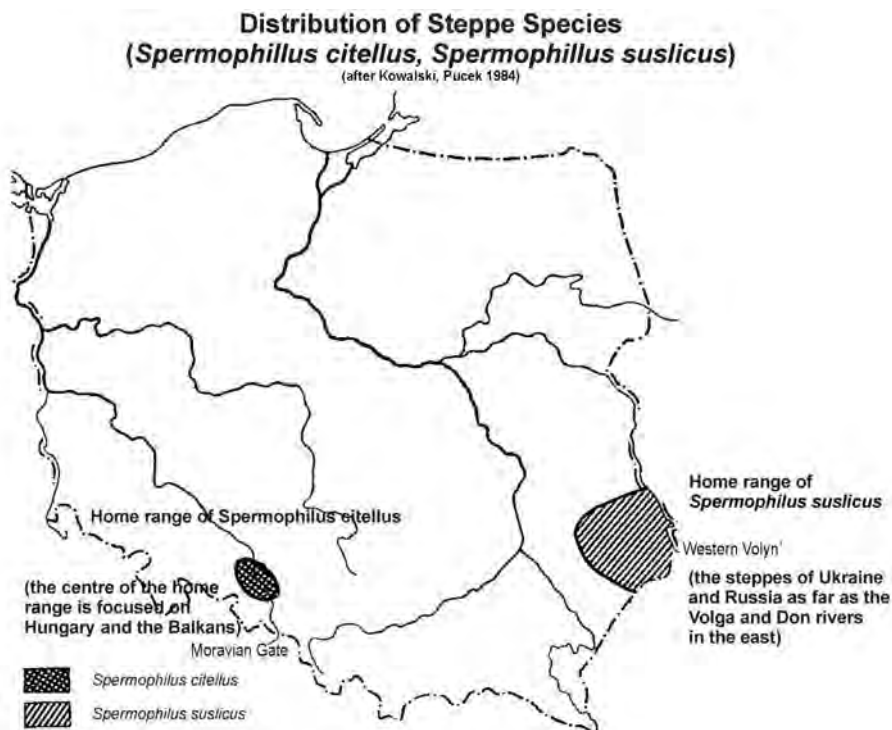 Distribution of Steppe Species
(Spermophillus citellus, Spermophillus suslicus)
(after Kowalski, Pucek 1984)
Home range of
Spermophilus suslicus
Western Volyn'
(the steppes of Ukraine
and Russia as far as the
Volga and Don rivers
in the east)
Home range of Spermophilus citellus
(the centre of the home
range is focused on
Hungary and the Balkans)
Moravian Gate
Spermophilus citellus
Spermophilus suslicus